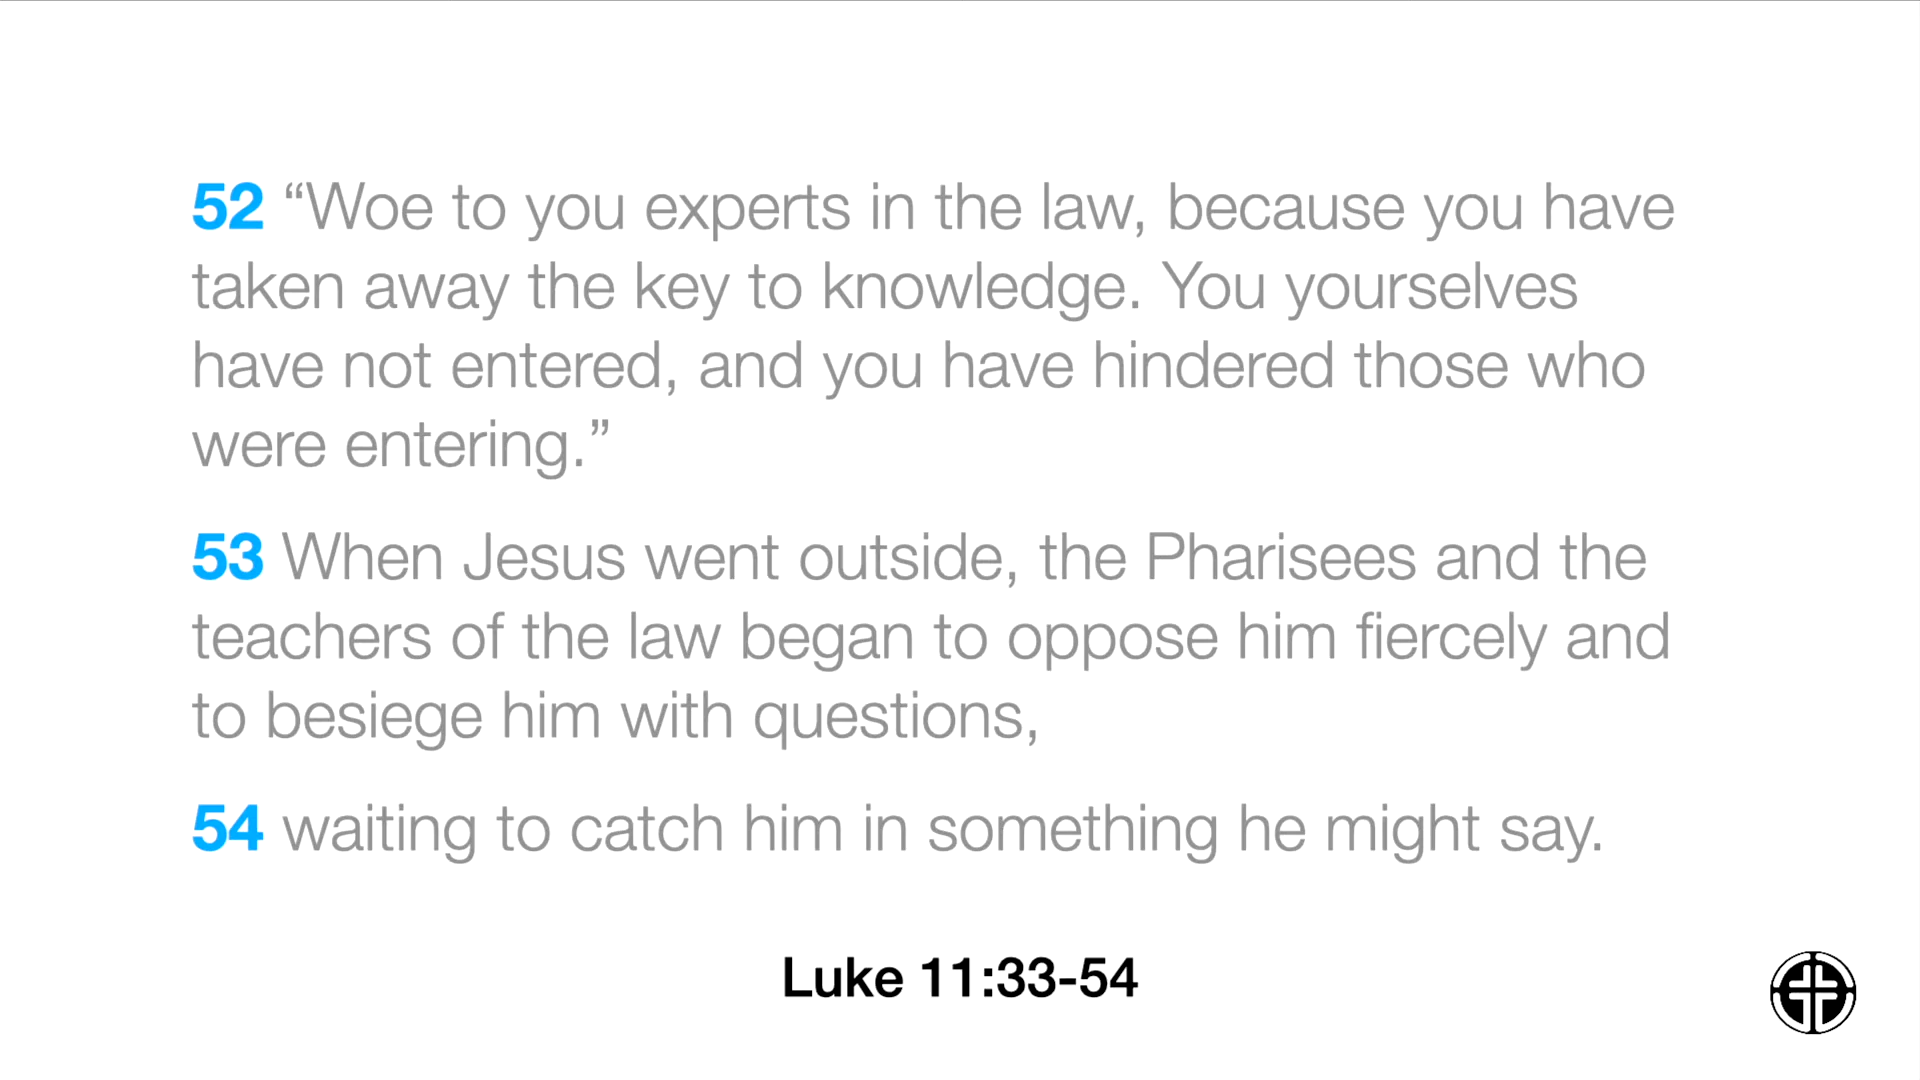 52 “Woe to you experts in the law, because you have
taken away the key to knowledge. You yourselves
have not entered, and you have hindered those who
were entering.”
53 When Jesus went outside, the Pharisees and the
teachers of the law began to oppose him fiercely and
to besiege him with questions,
54 waiting to catch him in something he might say.
Luke 11:33-54